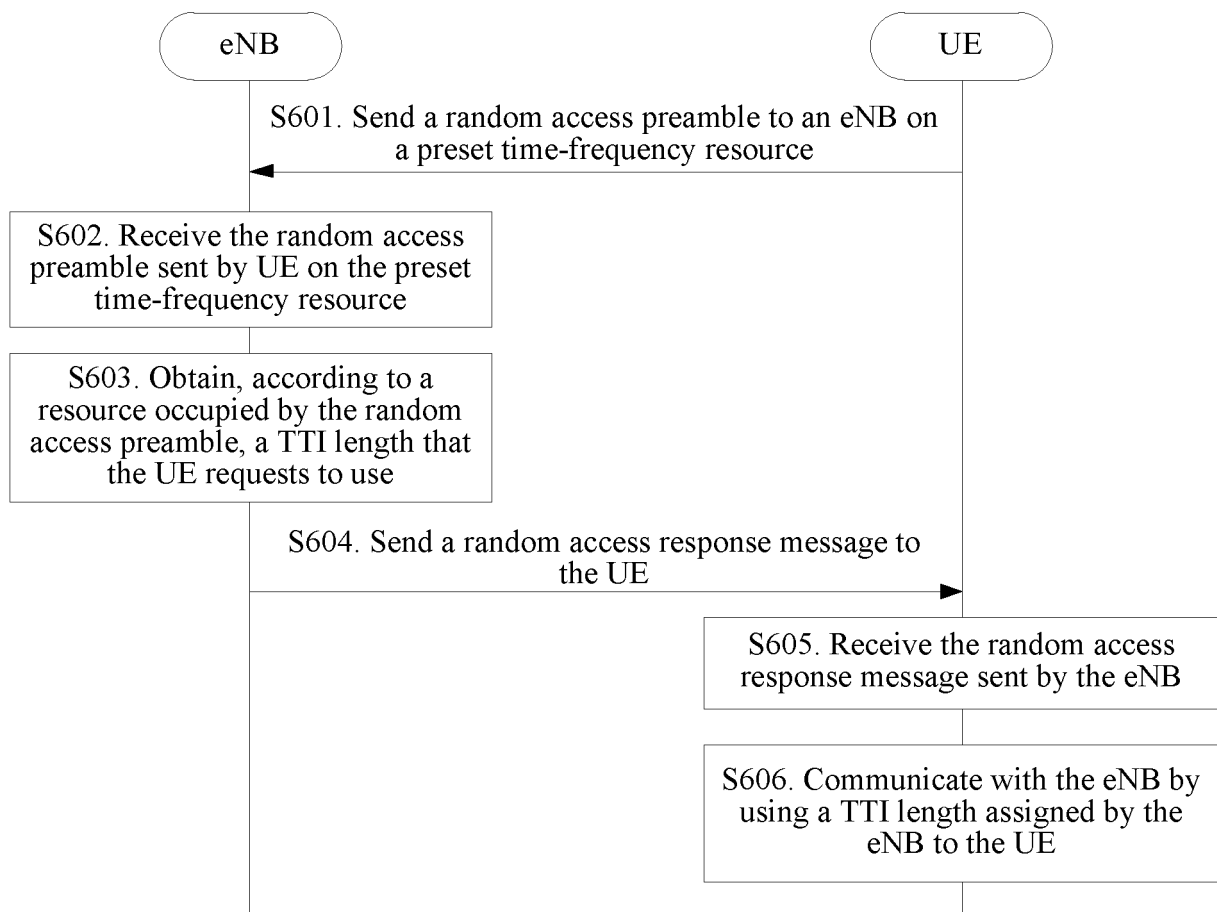 eNB
UE
S601. Send a random access preamble to an eNB on
a preset time-frequency resource
S602. Receive the random access
preamble sent by UE on the preset
time-frequency resource
S603. Obtain, according to a
resource occupied by the random
access preamble, a TTI length that
the UE requests to use
S604. Send a random access response message to
the UE
S605. Receive the random access
response message sent by the eNB
S606. Communicate with the eNB by
using a TTI length assigned by the
eNB to the UE